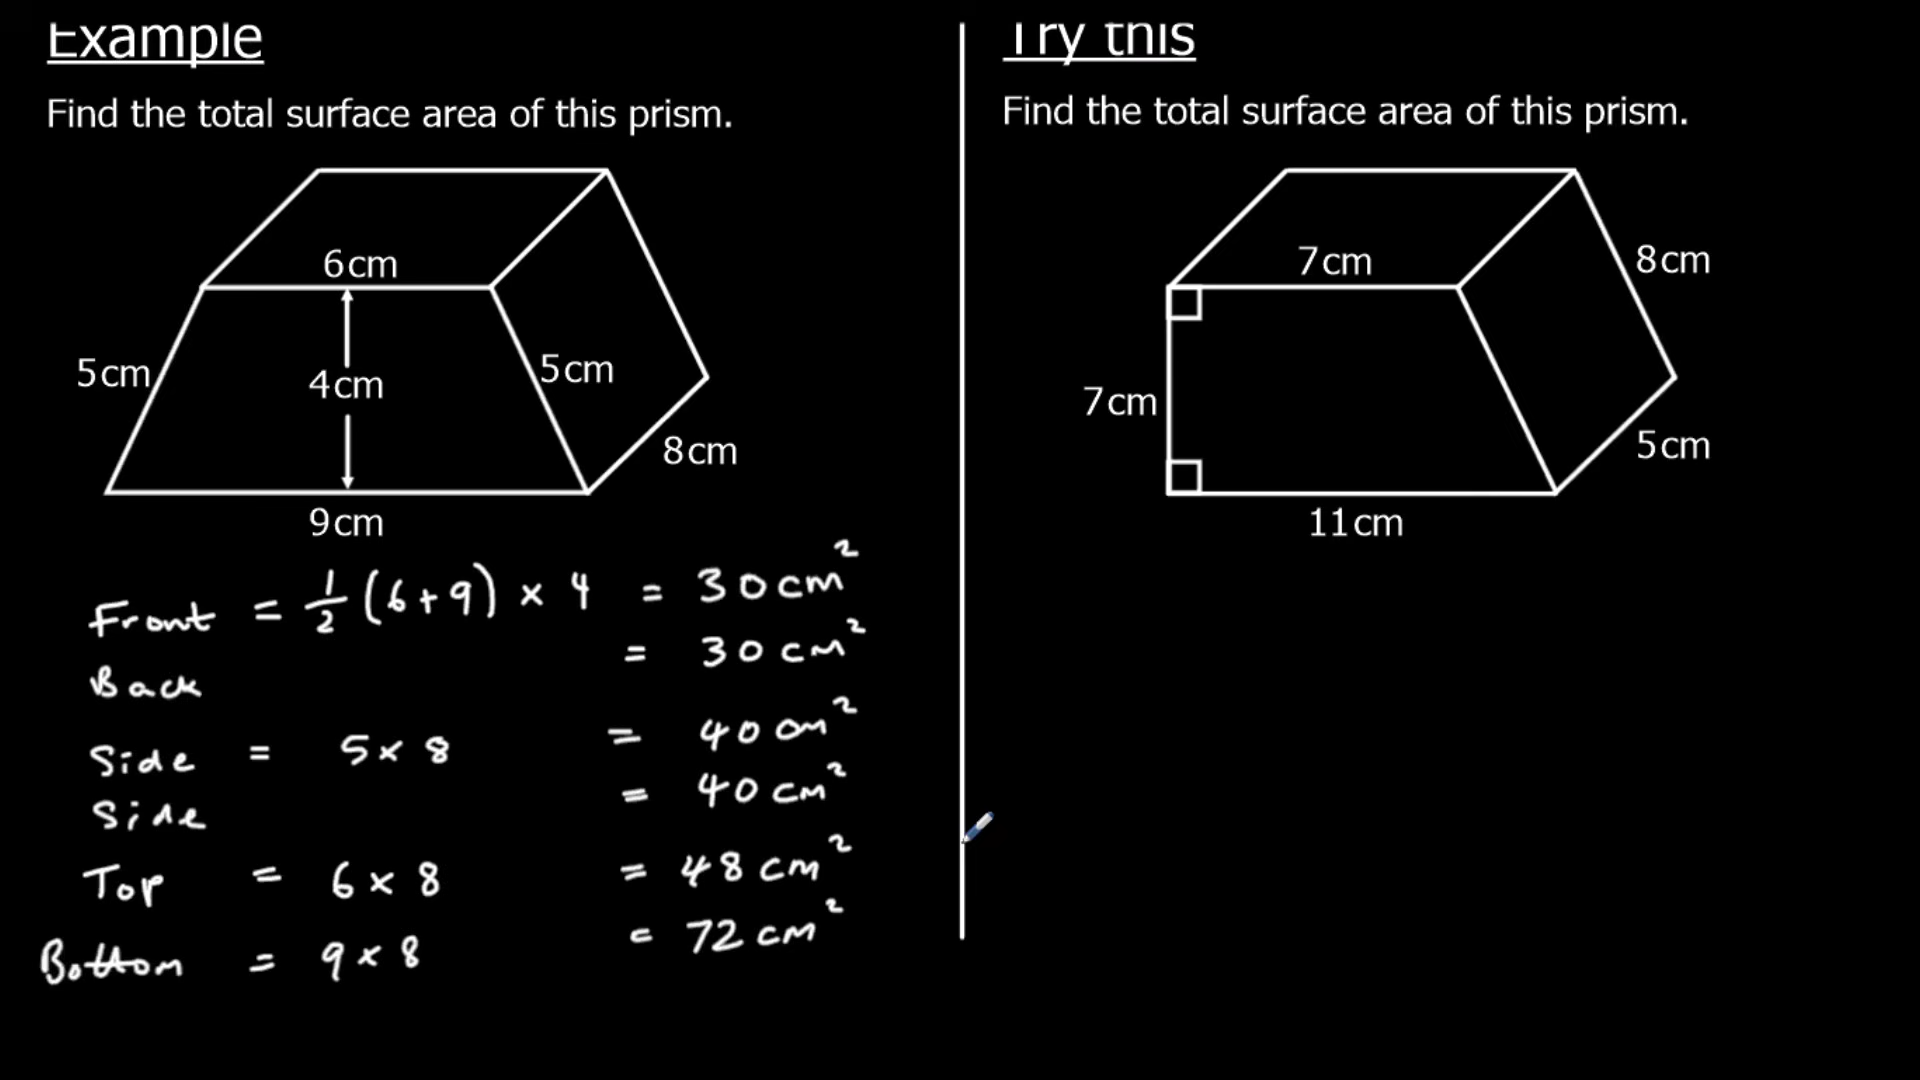 Example
Find the total surface area of this prism.
6cm
5cm
4cm
5cm
8cm
9cm
Front = 1/2 (6+9) × 4 = 30cm²
Back = 30cm²
Side = 5×8 = 40cm²
Side = 40cm²
Top = 6×8 = 48cm²
Bottom = 9×8 = 72cm²
Try this
Find the total surface area of this prism.
7cm
8cm
7cm
5cm
11cm